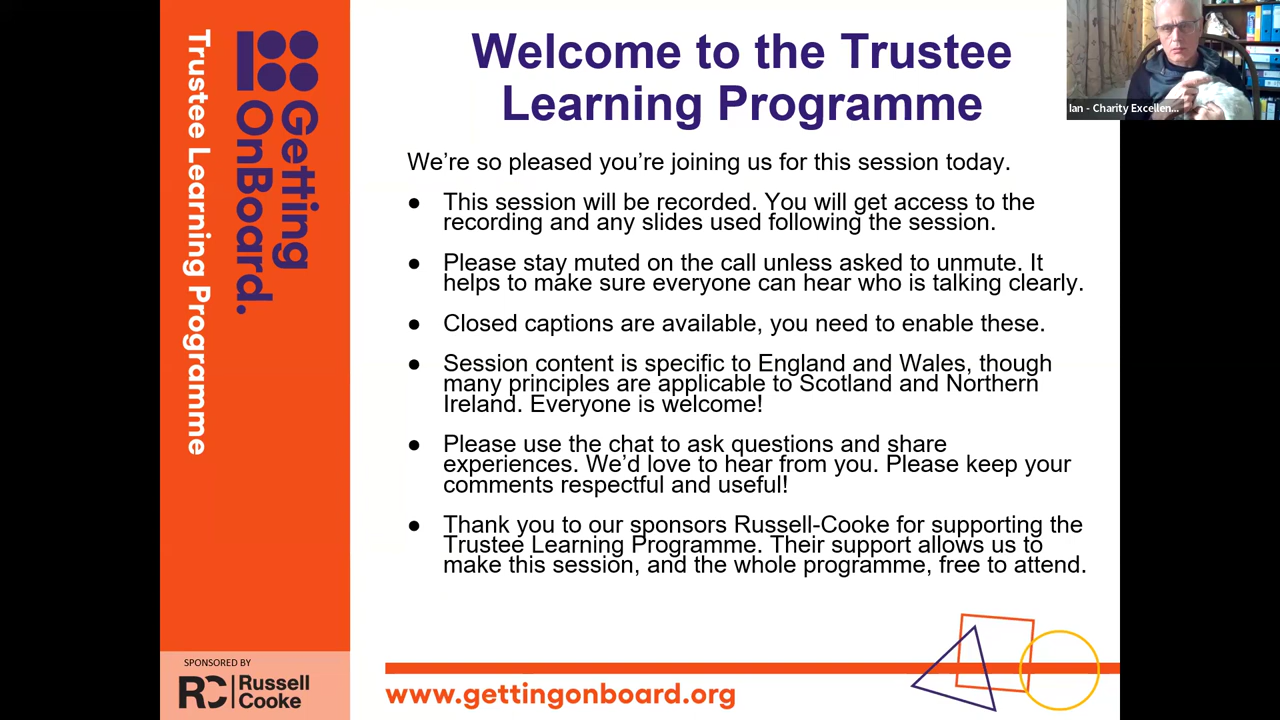 Trustee Learning Programme
Getting
OnBoard.
Welcome to the Trustee
Learning Programme
We're so pleased you're joining us for this session today.
● This session will be recorded. You will get access to the
recording and any slides used following the session.
● Please stay muted on the call unless asked to unmute. It
helps to make sure everyone can hear who is talking clearly.
● Closed captions are available, you need to enable these.
● Session content is specific to England and Wales, though
many principles are applicable to Scotland and Northern
Ireland. Everyone is welcome!
● Please use the chat to ask questions and share
experiences. We'd love to hear from you. Please keep your
comments respectful and useful!
● Thank you to our sponsors Russell-Cooke for supporting the
Trustee Learning Programme. Their support allows us to
make this session, and the whole programme, free to attend.
Ian - Charity Excellen...
SPONSORED BY
RC Russell
Cooke
www.gettingonboard.org